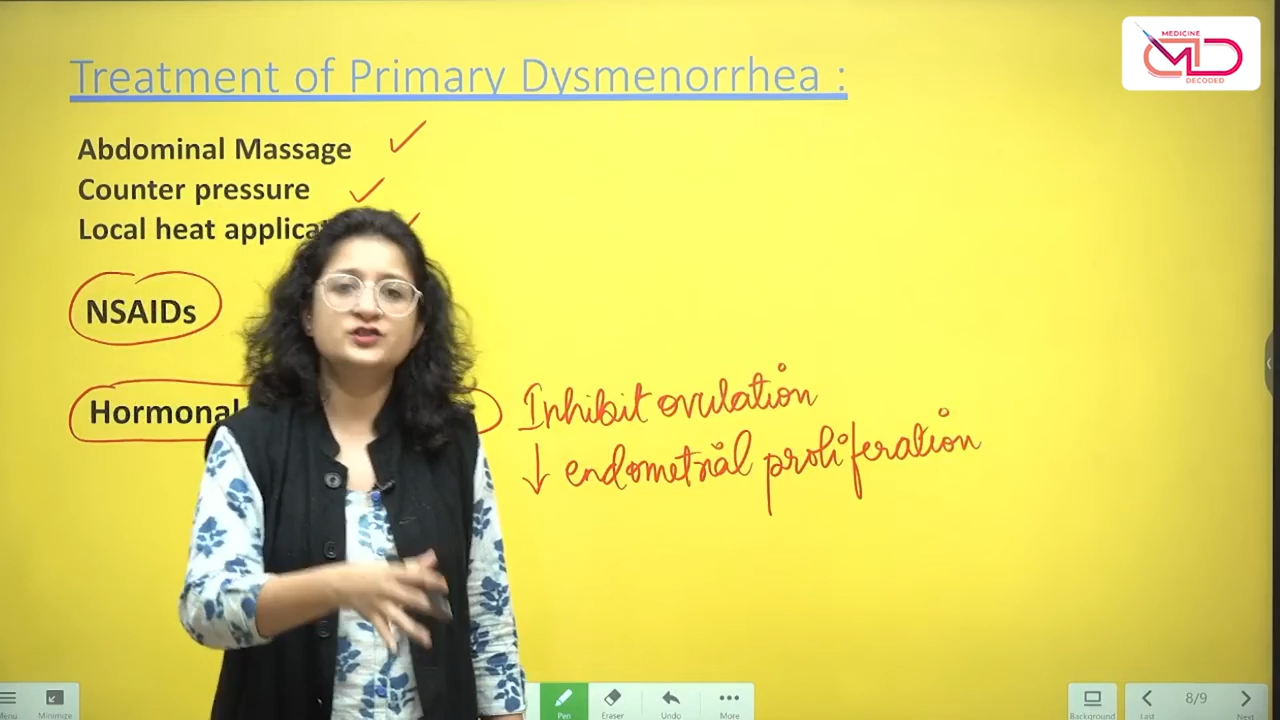 Treatment of Primary Dysmenorrhea :
MEDICINE
MD
DECODED
Abdominal Massage
Counter pressure
Local heat
NSAIDs
Hormonal
Inhibit ovulation
↓ endometrial proliferation
Menu
Minimize
Pen
Eraser
Undo
More
Background
Last
8/9
Next